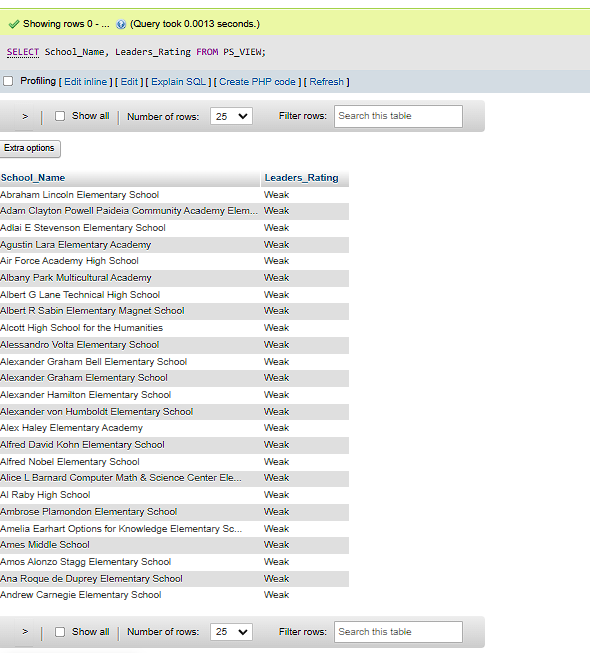 Showing rows 0 - ... (Query took 0.0013 seconds.)
SELECT School_Name, Leaders_Rating FROM PS_VIEW;
Profiling [ Edit inline ] [ Edit ] [ Explain SQL ] [ Create PHP code ] [ Refresh ]
> Show all Number of rows: 25 Filter rows: Search this table
Extra options
School_Name Leaders_Rating
Abraham Lincoln Elementary School Weak
Adam Clayton Powell Paideia Community Academy Elem... Weak
Adlai E Stevenson Elementary School Weak
Agustin Lara Elementary Academy Weak
Air Force Academy High School Weak
Albany Park Multicultural Academy Weak
Albert G Lane Technical High School Weak
Albert R Sabin Elementary Magnet School Weak
Alcott High School for the Humanities Weak
Alessandro Volta Elementary School Weak
Alexander Graham Bell Elementary School Weak
Alexander Graham Elementary School Weak
Alexander Hamilton Elementary School Weak
Alexander von Humboldt Elementary School Weak
Alex Haley Elementary Academy Weak
Alfred David Kohn Elementary School Weak
Alfred Nobel Elementary School Weak
Alice L Barnard Computer Math & Science Center Ele... Weak
Al Raby High School Weak
Ambrose Plamondon Elementary School Weak
Amelia Earhart Options for Knowledge Elementary Sc... Weak
Ames Middle School Weak
Amos Alonzo Stagg Elementary School Weak
Ana Roque de Duprey Elementary School Weak
Andrew Carnegie Elementary School Weak
> Show all Number of rows: 25 Filter rows: Search this table